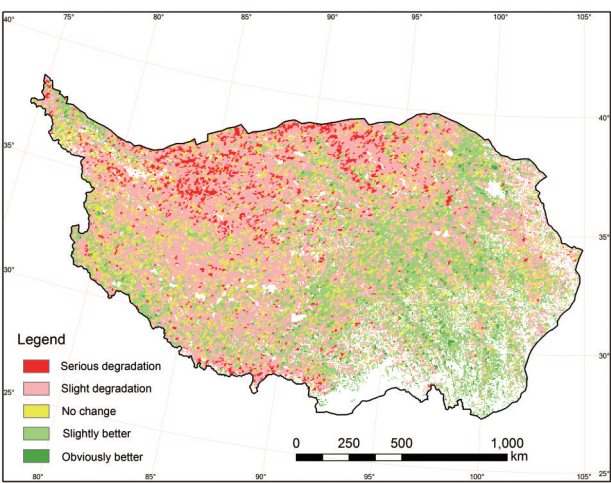 40° 75° 80° 85° 90° 95° 100° 105°
40°
35°
35°
30°
30°
25°
25°
Legend
Serious degradation
Slight degradation
No change
Slightly better
Obviously better
0 250 500 1,000
km
80° 85° 90° 95° 100° 105°